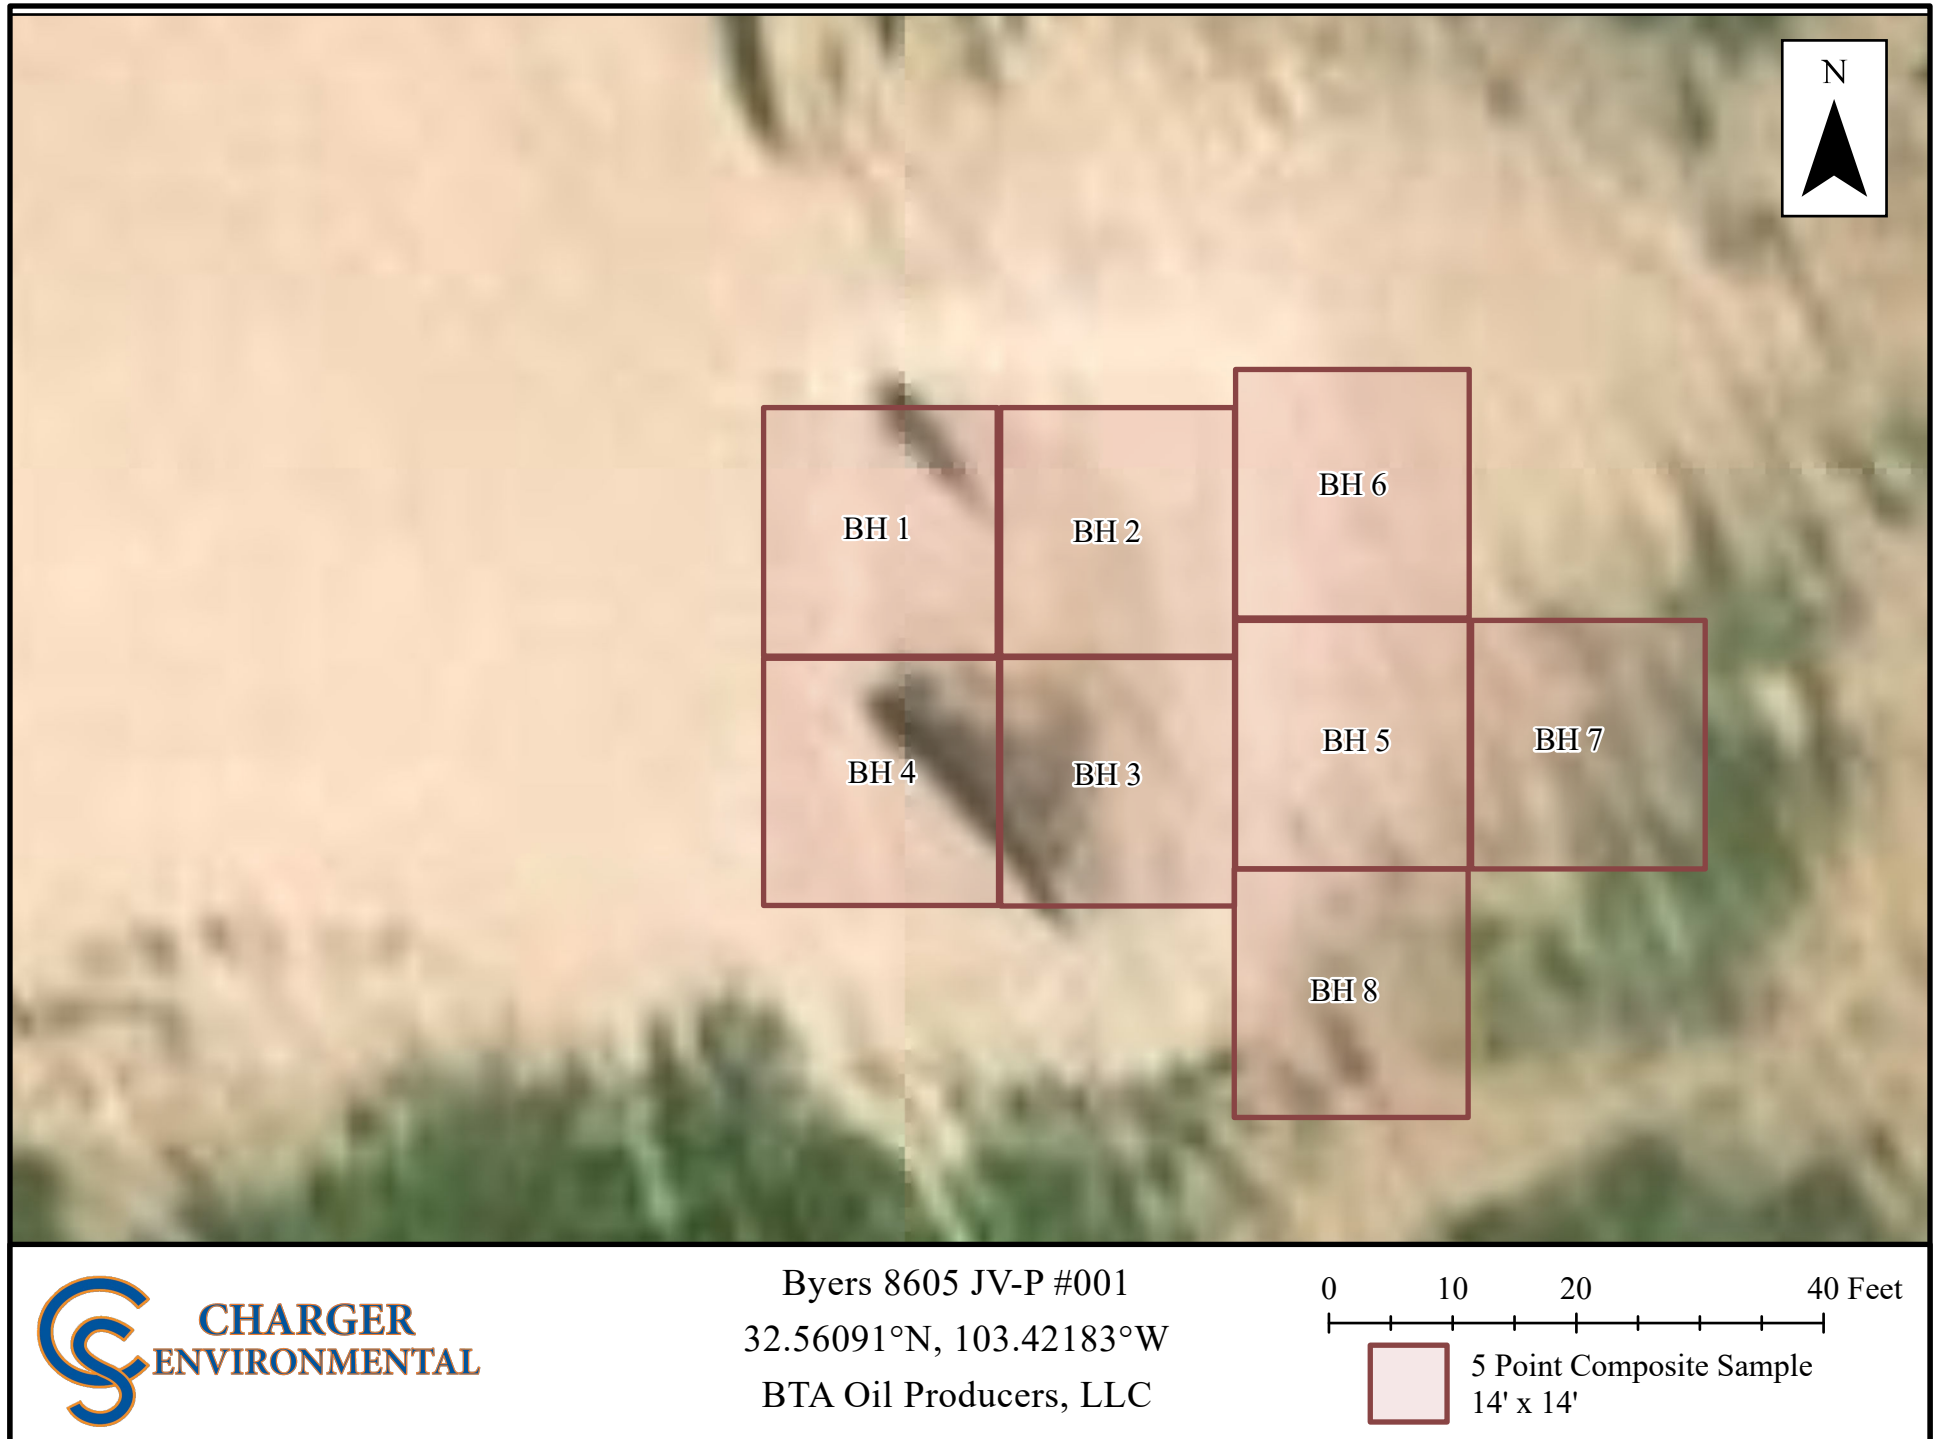 N
BH 6
BH 1
BH 2
BH 5
BH 7
BH 4
BH 3
BH 8
CHARGER
ENVIRONMENTAL
Byers 8605 JV-P #001
32.56091°N, 103.42183°W
BTA Oil Producers, LLC
0 10 20 40 Feet
5 Point Composite Sample
14' x 14'